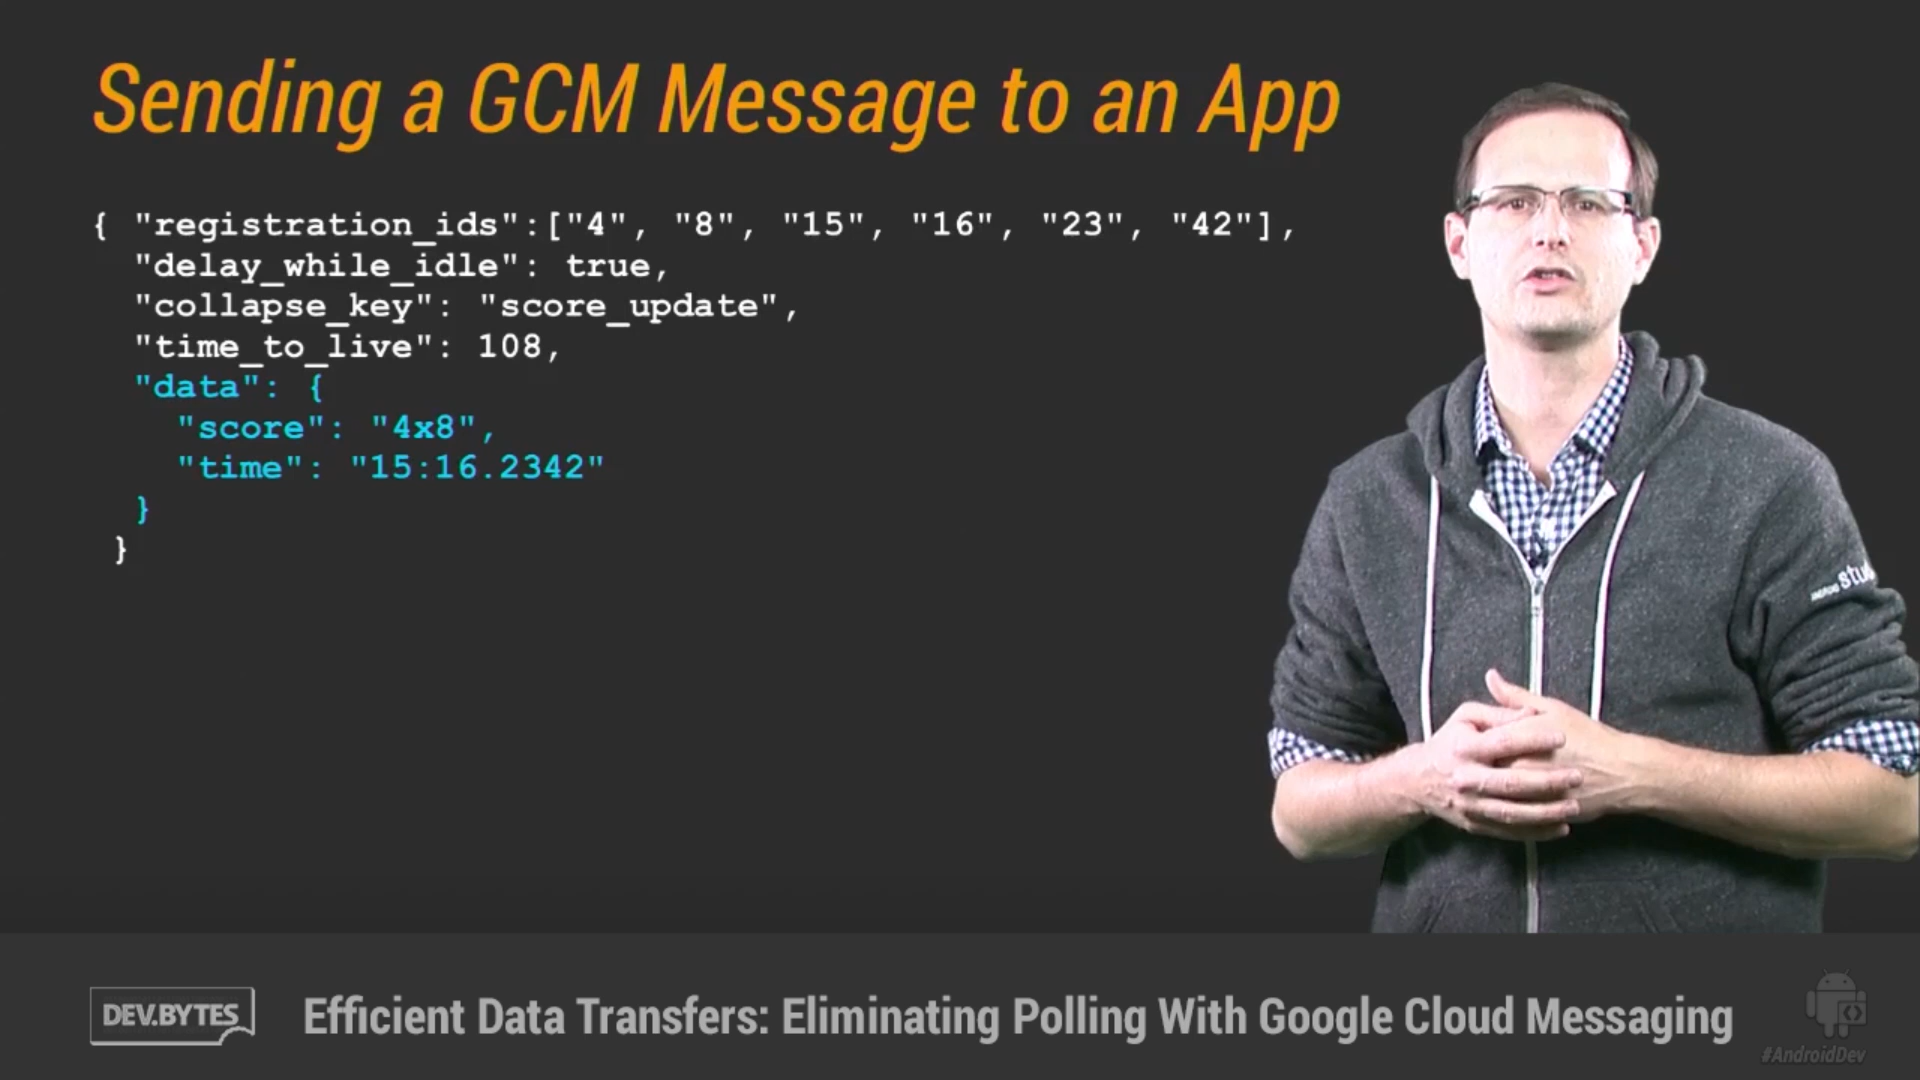 Sending a GCM Message to an App
{ "registration_ids":["4", "8", "15", "16", "23", "42"],
"delay_while_idle": true,
"collapse_key": "score_update",
"time_to_live": 108,
"data": {
"score": "4x8",
"time": "15:16.2342"
}
}
DEV.BYTES
Efficient Data Transfers: Eliminating Polling With Google Cloud Messaging
#AndroidDev